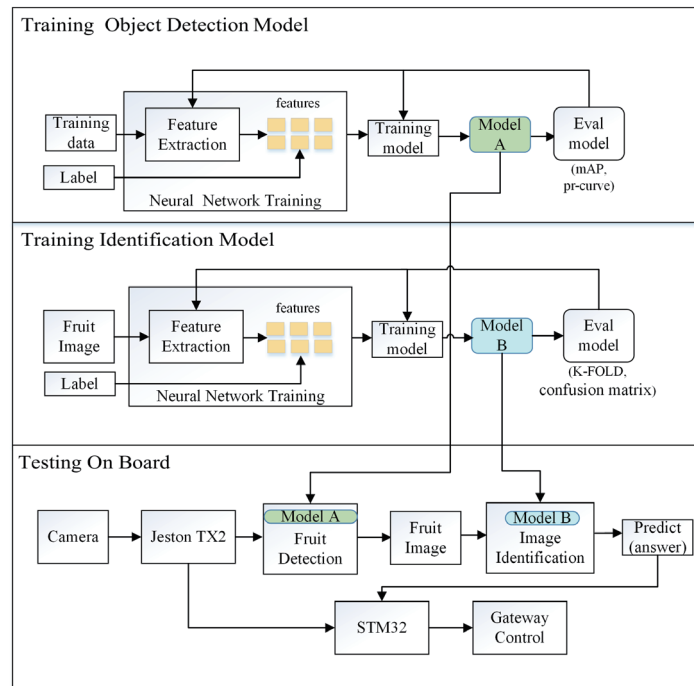 Training  Object Detection Model
features
Training
data
Feature
Extraction
Training
model
Model
A
Eval
model
(mAP,
pr-curve)
Label
Neural  Network Training
Training Identification Model
features
Fruit
Image
Feature
Extraction
Training
model
Model
B
Eval
model
(K-FOLD,
confusion matrix)
Label
Neural Network Training
Testing On Board
Camera
Jeston TX2
Model A
Fruit
Detection
Fruit
Image
Model B
Image
Identification
Predict
(answer)
STM32
Gateway
Control